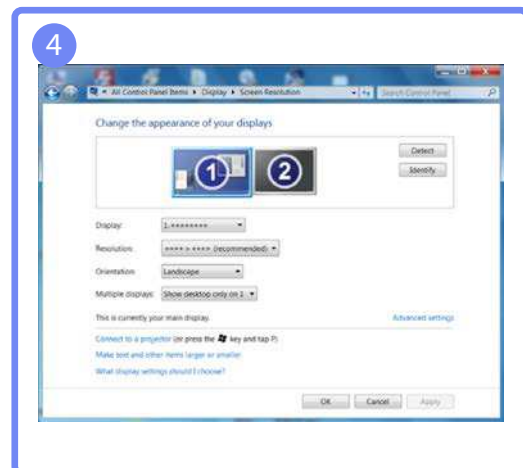 4
« All Control Panel Items ▸ Display ▸ Screen Resolution
Search Control Panel
Change the appearance of your displays
1
2
Detect
Identify
Display: 1.********
Resolution: **** x **** (recommended)
Orientation: Landscape
Multiple displays: Show desktop only on 1
This is currently your main display.
Advanced settings
Connect to a projector (or press the key and tap P)
Make text and other items larger or smaller
What display settings should I choose?
OK
Cancel
Apply